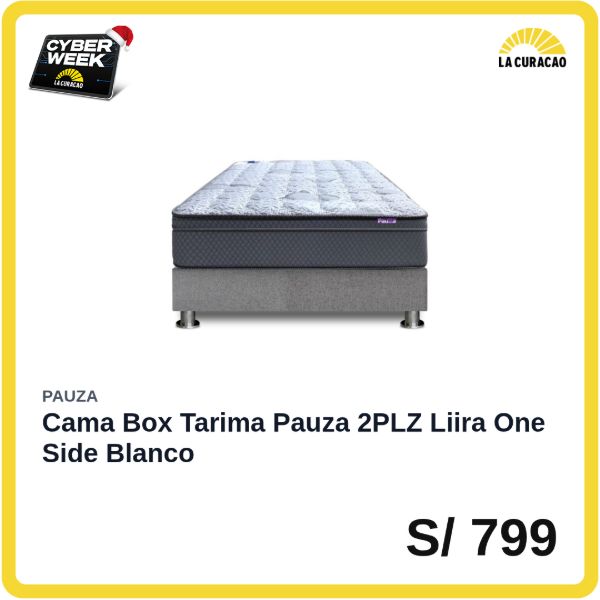 CYBER
WEEK
LA CURACAO
LA CURACAO
Pauza
PAUZA
Cama Box Tarima Pauza 2PLZ Liira One
Side Blanco
S/ 799